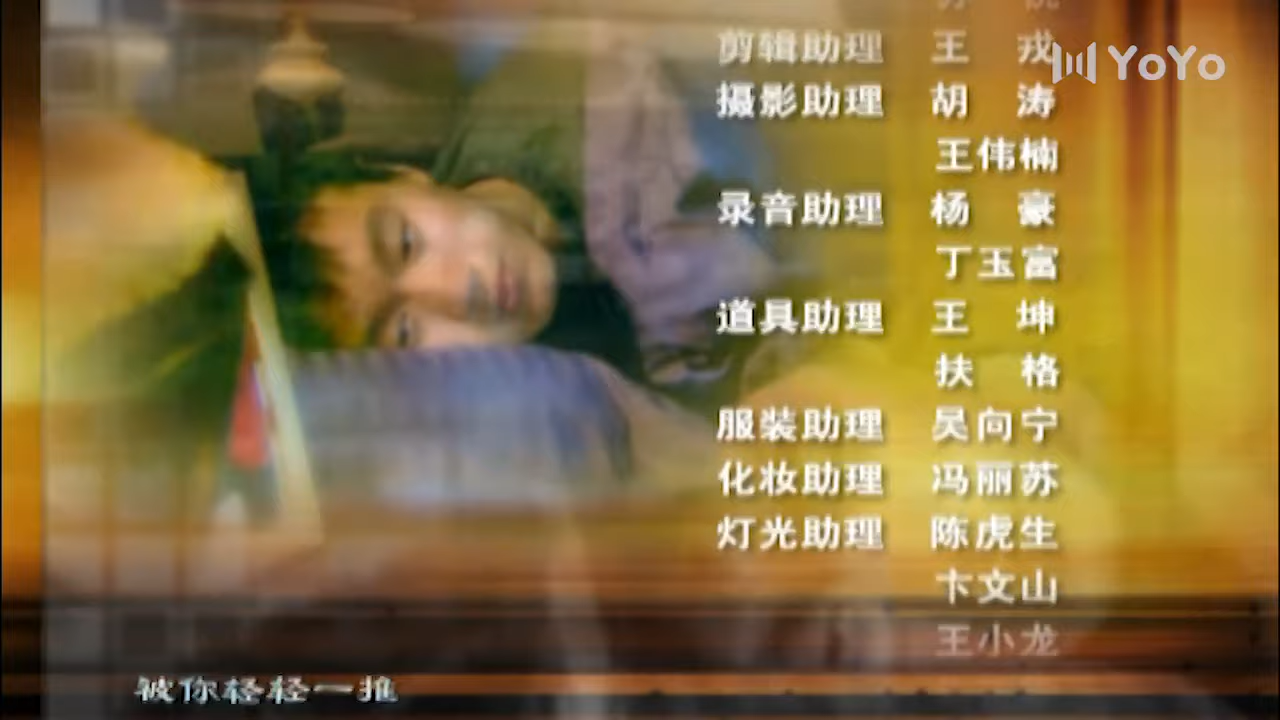 剪辑助理 王 戎
YoYo
摄影助理 胡 涛
王伟楠
录音助理 杨 豪
丁玉富
道具助理 王 坤
扶 格
服装助理 吴向宁
化妆助理 冯丽苏
灯光助理 陈虎生
卞文山
王小龙
被你轻轻一推